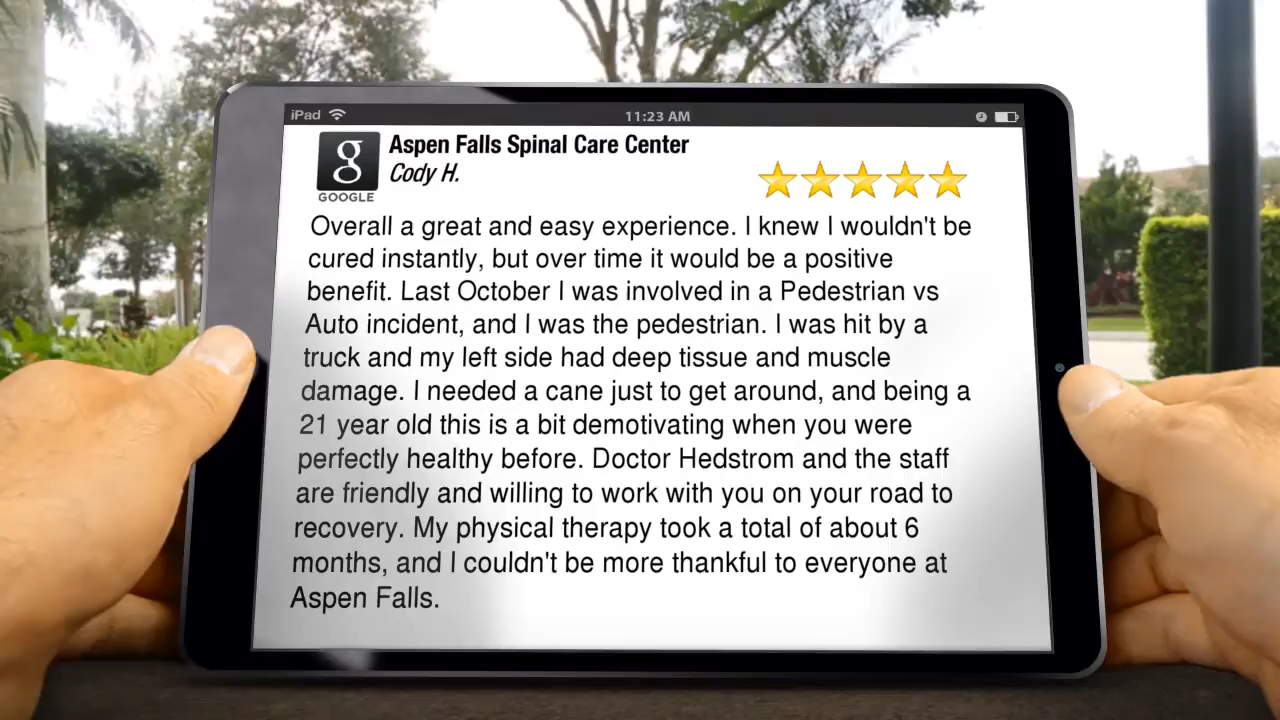 iPad 11:23 AM
g Aspen Falls Spinal Care Center
Cody H.
GOOGLE
Overall a great and easy experience. I knew I wouldn't be
cured instantly, but over time it would be a positive
benefit. Last October I was involved in a Pedestrian vs
Auto incident, and I was the pedestrian. I was hit by a
truck and my left side had deep tissue and muscle
damage. I needed a cane just to get around, and being a
21 year old this is a bit demotivating when you were
perfectly healthy before. Doctor Hedstrom and the staff
are friendly and willing to work with you on your road to
recovery. My physical therapy took a total of about 6
months, and I couldn't be more thankful to everyone at
Aspen Falls.